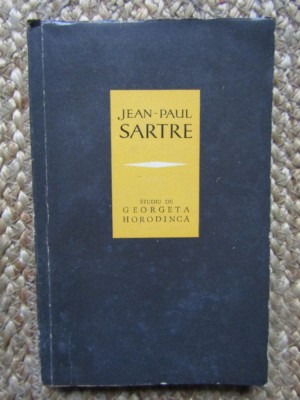 JEAN-PAUL
SARTRE
STUDIU DE
GEORGETA
HORODINCĂ